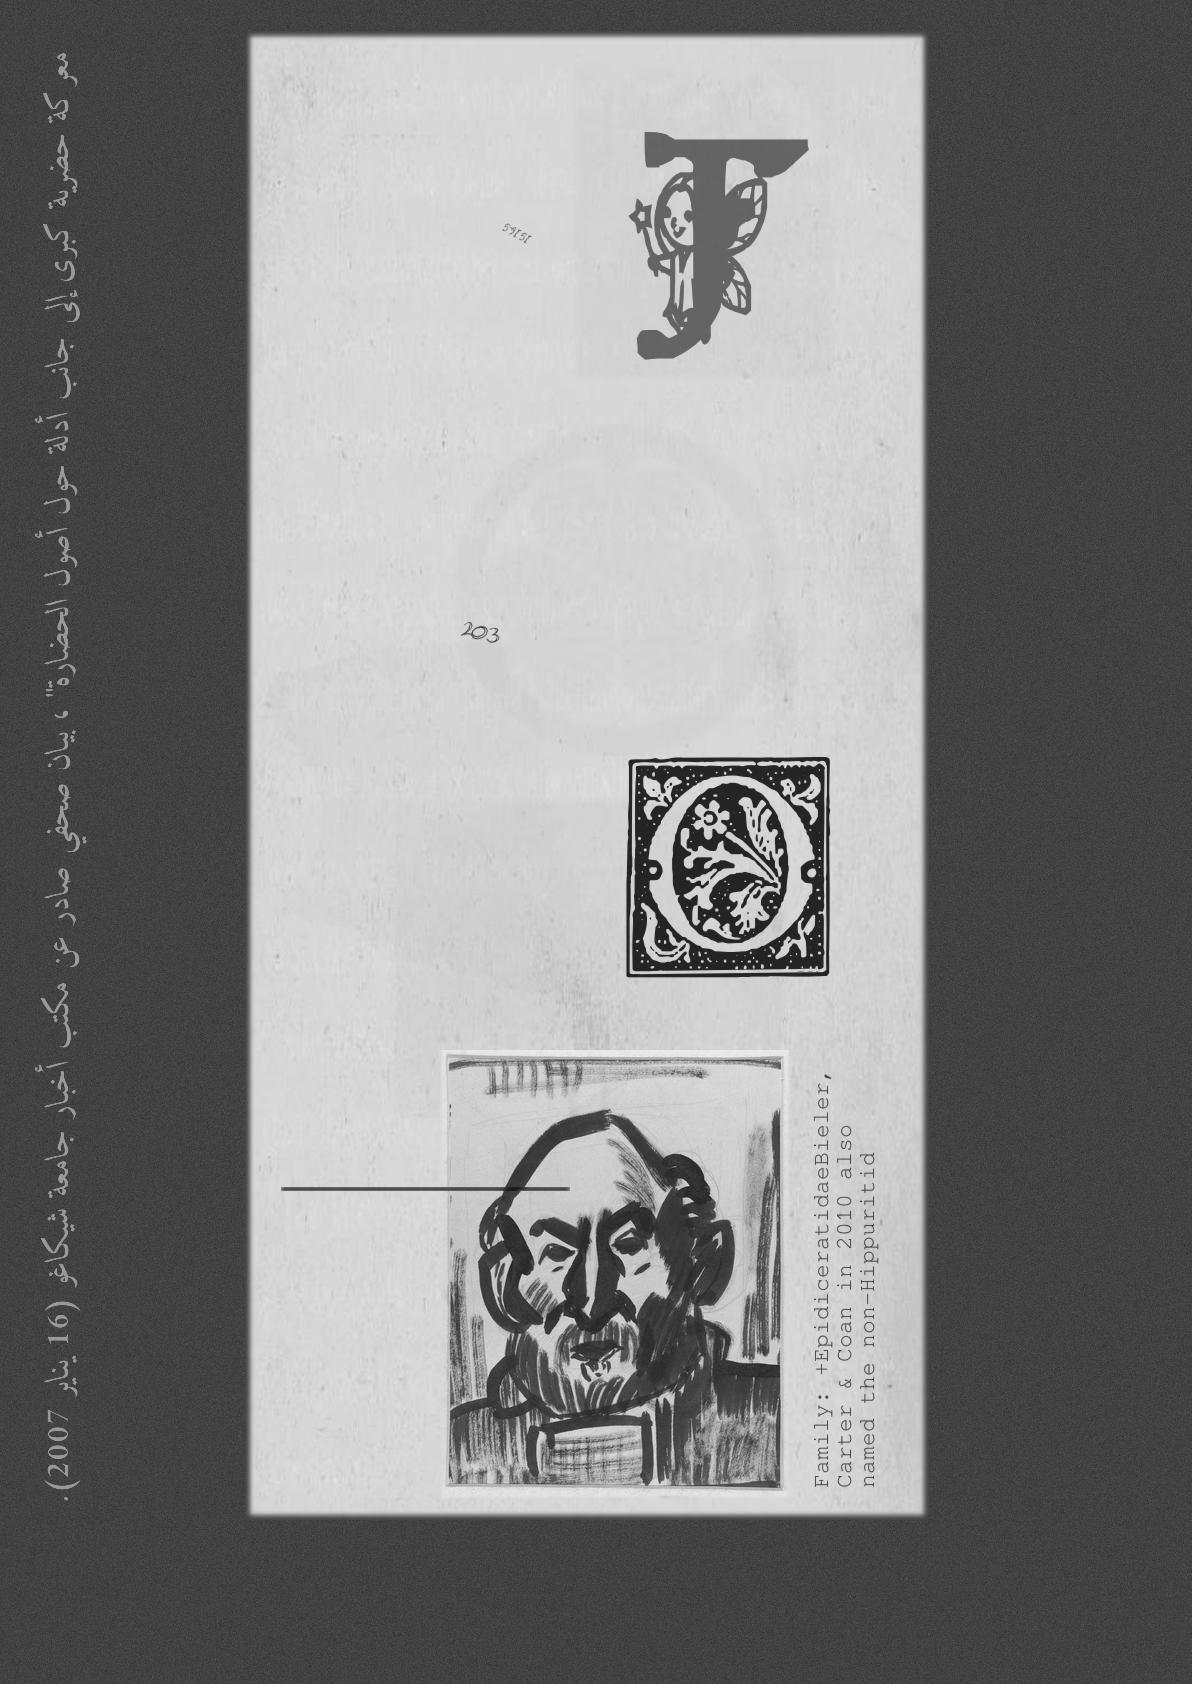 معركة حضرية كبرى إلى جانب أدلة حول أصول الحضارة" ، بيان صحفي صادر عن مكتب أخبار جامعة شيكاغو (16 يناير 2007).
J
203
O
Family: +EpidiceratidaeBieler,
Carter & Coan in 2010 also
named the non-Hippuritid